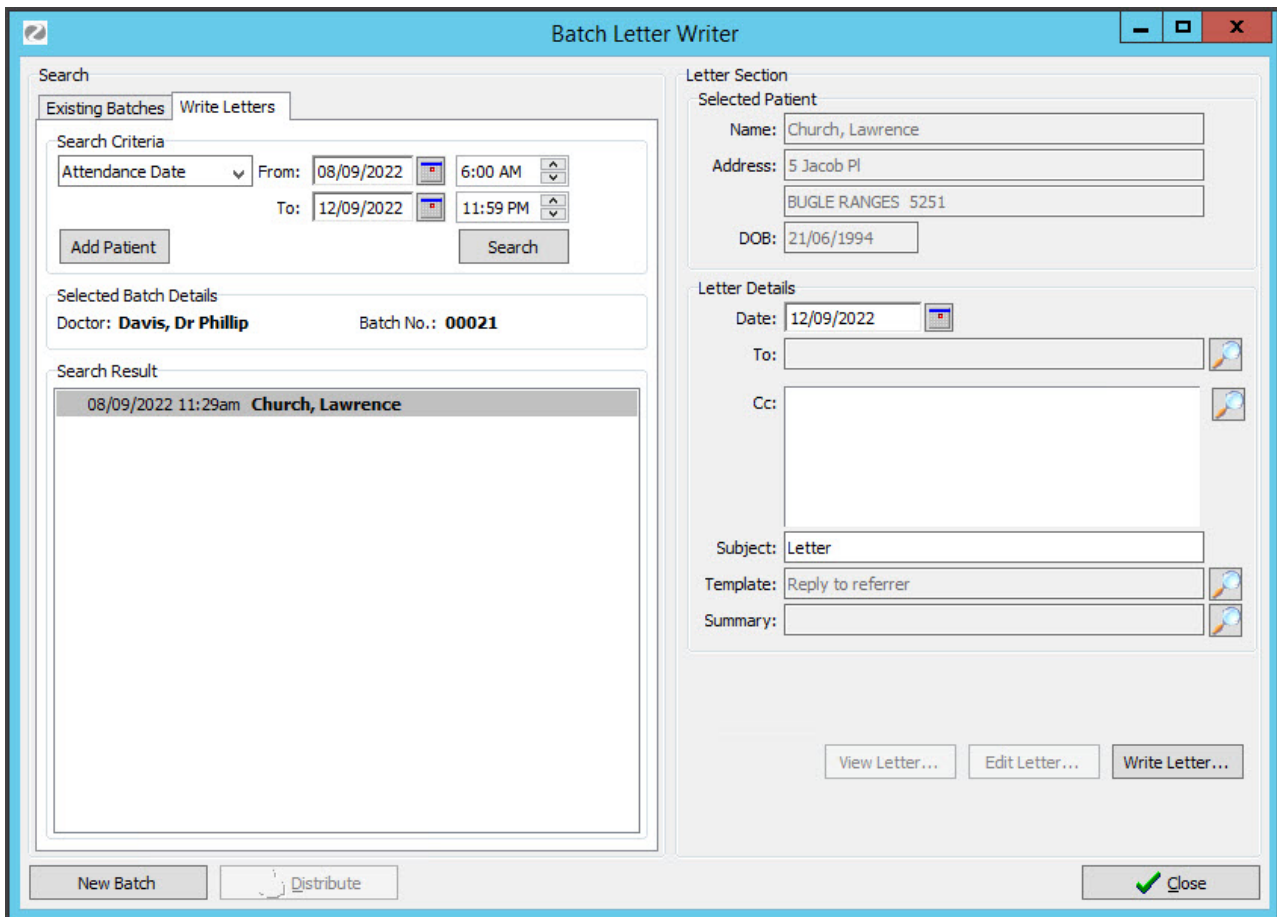 Batch Letter Writer
Search
Existing Batches Write Letters
Search Criteria
Attendance Date From: 08/09/2022 6:00 AM
To: 12/09/2022 11:59 PM
Add Patient Search
Selected Batch Details
Doctor: Davis, Dr Phillip Batch No.: 00021
Search Result
08/09/2022 11:29am Church, Lawrence
New Batch Distribute
Letter Section
Selected Patient
Name: Church, Lawrence
Address: 5 Jacob Pl
BUGLE RANGES 5251
DOB: 21/06/1994
Letter Details
Date: 12/09/2022
To:
Cc:
Subject: Letter
Template: Reply to referrer
Summary:
View Letter... Edit Letter... Write Letter...
Close